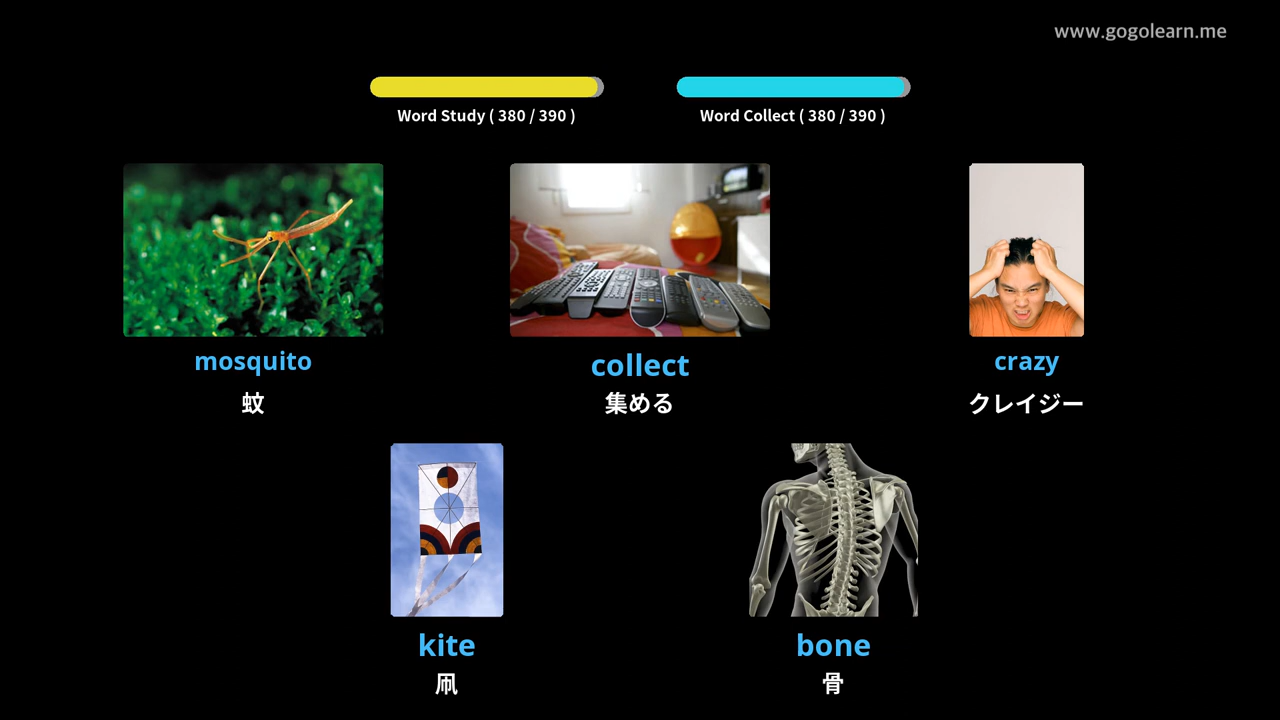 www.gogolearn.me
Word Study ( 380 / 390 )
Word Collect ( 380 / 390 )
mosquito
蚊
collect
集める
crazy
クレイジー
kite
凧
bone
骨